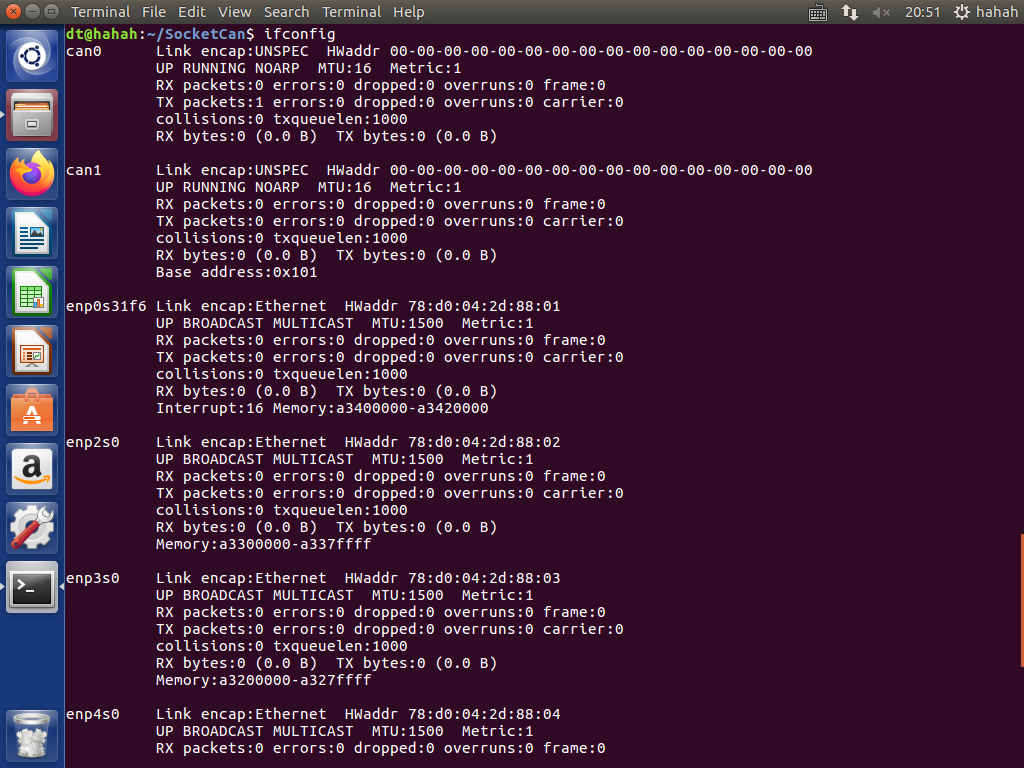 Terminal File Edit View Search Terminal Help 20:51 hahah
dt@hahah:~/SocketCan$ ifconfig
can0 Link encap:UNSPEC HWaddr 00-00-00-00-00-00-00-00-00-00-00-00-00-00-00-00
UP RUNNING NOARP MTU:16 Metric:1
RX packets:0 errors:0 dropped:0 overruns:0 frame:0
TX packets:1 errors:0 dropped:0 overruns:0 carrier:0
collisions:0 txqueuelen:1000
RX bytes:0 (0.0 B) TX bytes:0 (0.0 B)
can1 Link encap:UNSPEC HWaddr 00-00-00-00-00-00-00-00-00-00-00-00-00-00-00-00
UP RUNNING NOARP MTU:16 Metric:1
RX packets:0 errors:0 dropped:0 overruns:0 frame:0
TX packets:0 errors:0 dropped:0 overruns:0 carrier:0
collisions:0 txqueuelen:1000
RX bytes:0 (0.0 B) TX bytes:0 (0.0 B)
Base address:0x101
enp0s31f6 Link encap:Ethernet HWaddr 78:d0:04:2d:88:01
UP BROADCAST MULTICAST MTU:1500 Metric:1
RX packets:0 errors:0 dropped:0 overruns:0 frame:0
TX packets:0 errors:0 dropped:0 overruns:0 carrier:0
collisions:0 txqueuelen:1000
RX bytes:0 (0.0 B) TX bytes:0 (0.0 B)
Interrupt:16 Memory:a3400000-a3420000
enp2s0 Link encap:Ethernet HWaddr 78:d0:04:2d:88:02
UP BROADCAST MULTICAST MTU:1500 Metric:1
RX packets:0 errors:0 dropped:0 overruns:0 frame:0
TX packets:0 errors:0 dropped:0 overruns:0 carrier:0
collisions:0 txqueuelen:1000
RX bytes:0 (0.0 B) TX bytes:0 (0.0 B)
Memory:a3300000-a337ffff
enp3s0 Link encap:Ethernet HWaddr 78:d0:04:2d:88:03
UP BROADCAST MULTICAST MTU:1500 Metric:1
RX packets:0 errors:0 dropped:0 overruns:0 frame:0
TX packets:0 errors:0 dropped:0 overruns:0 carrier:0
collisions:0 txqueuelen:1000
RX bytes:0 (0.0 B) TX bytes:0 (0.0 B)
Memory:a3200000-a327ffff
enp4s0 Link encap:Ethernet HWaddr 78:d0:04:2d:88:04
UP BROADCAST MULTICAST MTU:1500 Metric:1
RX packets:0 errors:0 dropped:0 overruns:0 frame:0